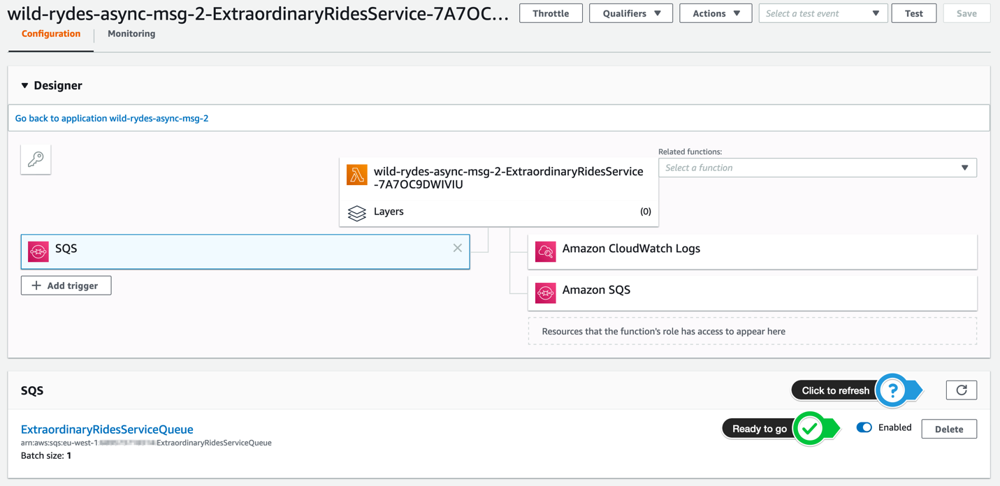 wild-rydes-async-msg-2-ExtraordinaryRidesService-7A7OC...
Throttle
Qualifiers
Actions
Select a test event
Test
Save
Configuration
Monitoring
Designer
Go back to application wild-rydes-async-msg-2
Related functions:
Select a function
wild-rydes-async-msg-2-ExtraordinaryRidesService
-7A7OC9DWIVIU
Layers
(0)
SQS
Add trigger
Amazon CloudWatch Logs
Amazon SQS
Resources that the function's role has access to appear here
SQS
Click to refresh
?
ExtraordinaryRidesServiceQueue
arn:aws:sqs:eu-west-1: :ExtraordinaryRidesServiceQueue
Batch size: 1
Ready to go
Enabled
Delete